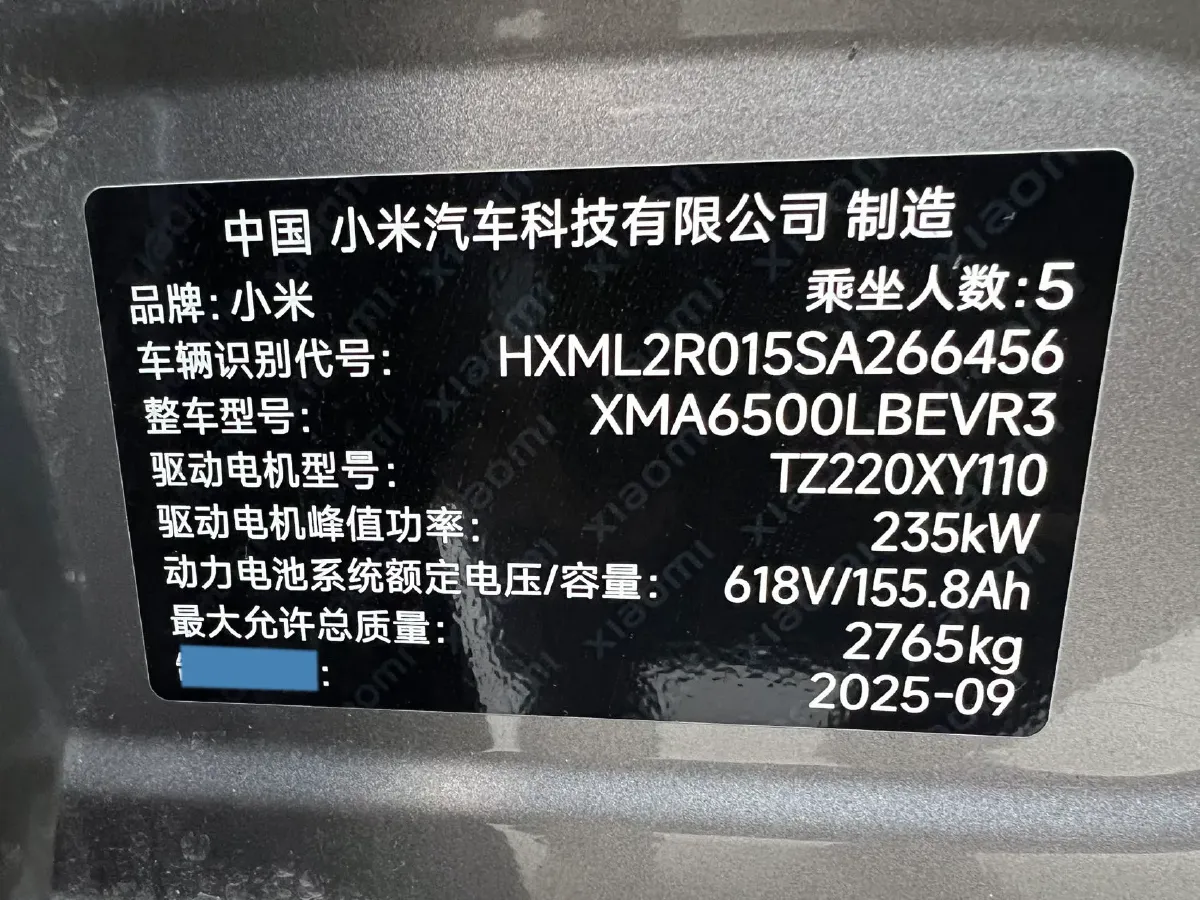 中国 小米汽车科技有限公司 制造
品牌:小米 乘坐人数:5
车辆识别代号: HXML2R015SA266456
整车型号: XMA6500LBEVR3
驱动电机型号: TZ220XY110
驱动电机峰值功率: 235kW
动力电池系统额定电压/容量: 618V/155.8Ah
最大允许总质量: 2765kg
: 2025-09